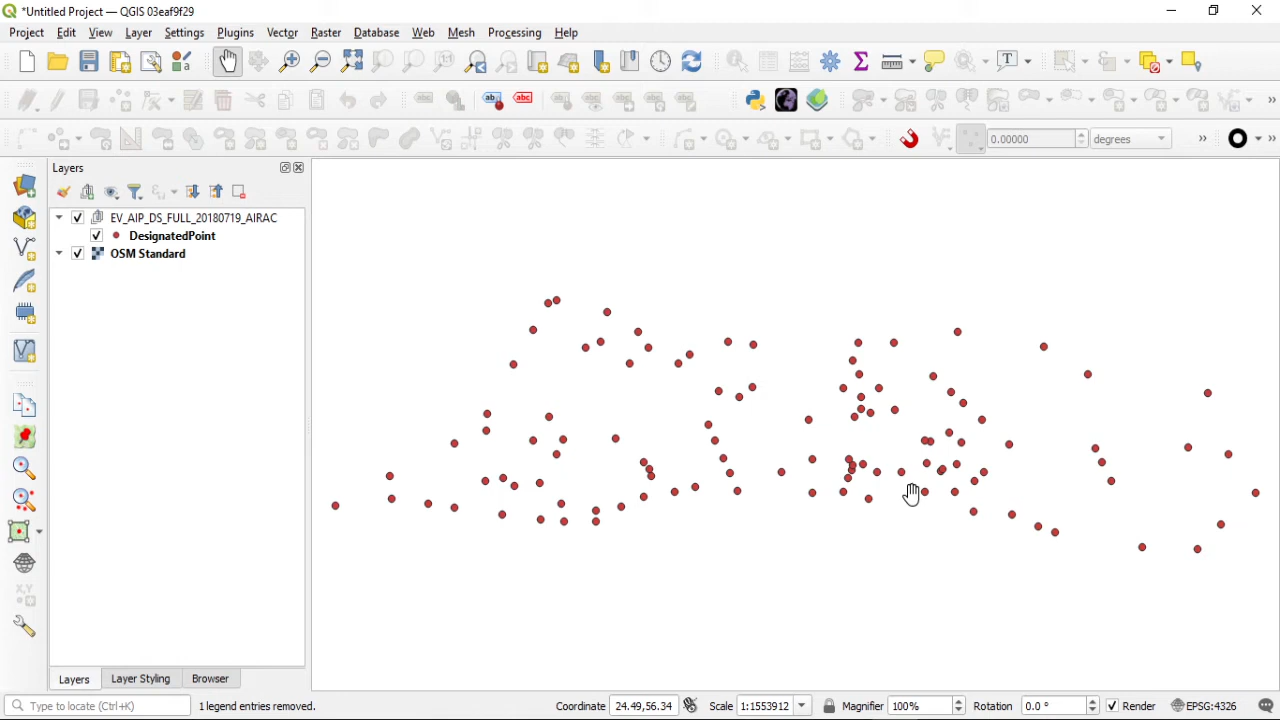 *Untitled Project — QGIS 03eaf9f29
Project Edit View Layer Settings Plugins Vector Raster Database Web Mesh Processing Help
0.00000 degrees
Layers
EV_AIP_DS_FULL_20180719_AIRAC
DesignatedPoint
OSM Standard
Layers Layer Styling Browser
Type to locate (Ctrl+K) 1 legend entries removed. Coordinate 24.49,56.34 Scale 1:1553912 Magnifier 100% Rotation 0.0 ° Render EPSG:4326